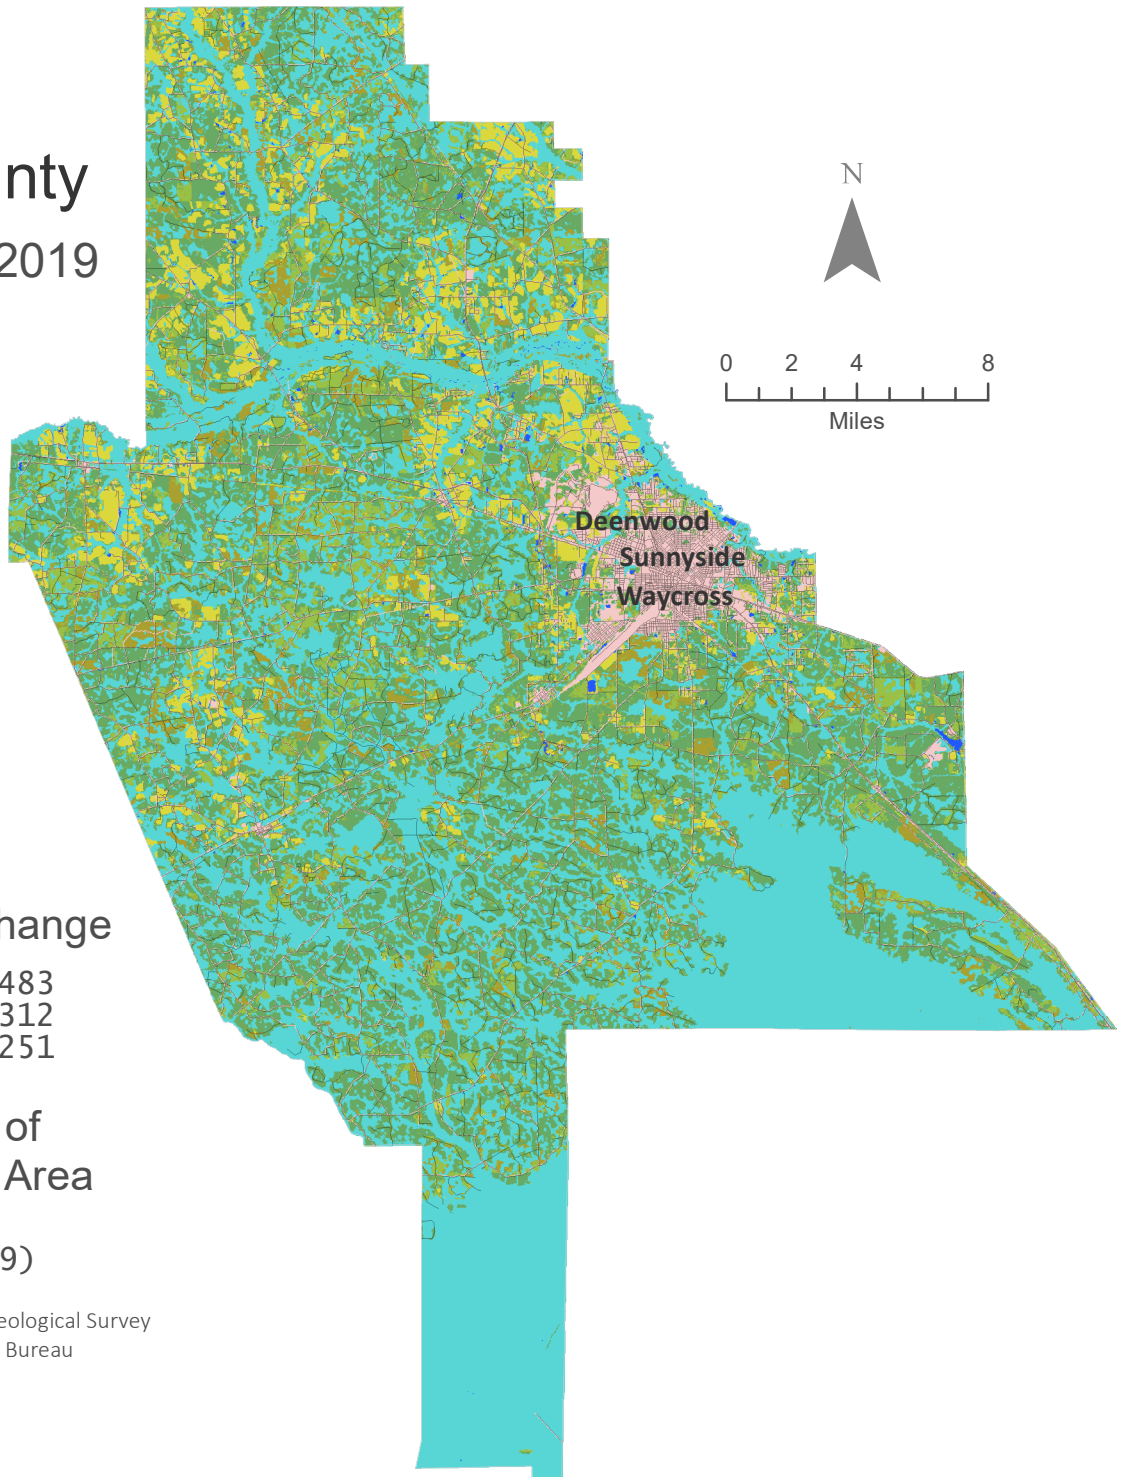 nty
2019
N
0 2 4 8
Miles
Deenwood
Sunnyside
Waycross
hange
483
312
251
of
Area
9)
eological Survey
Bureau